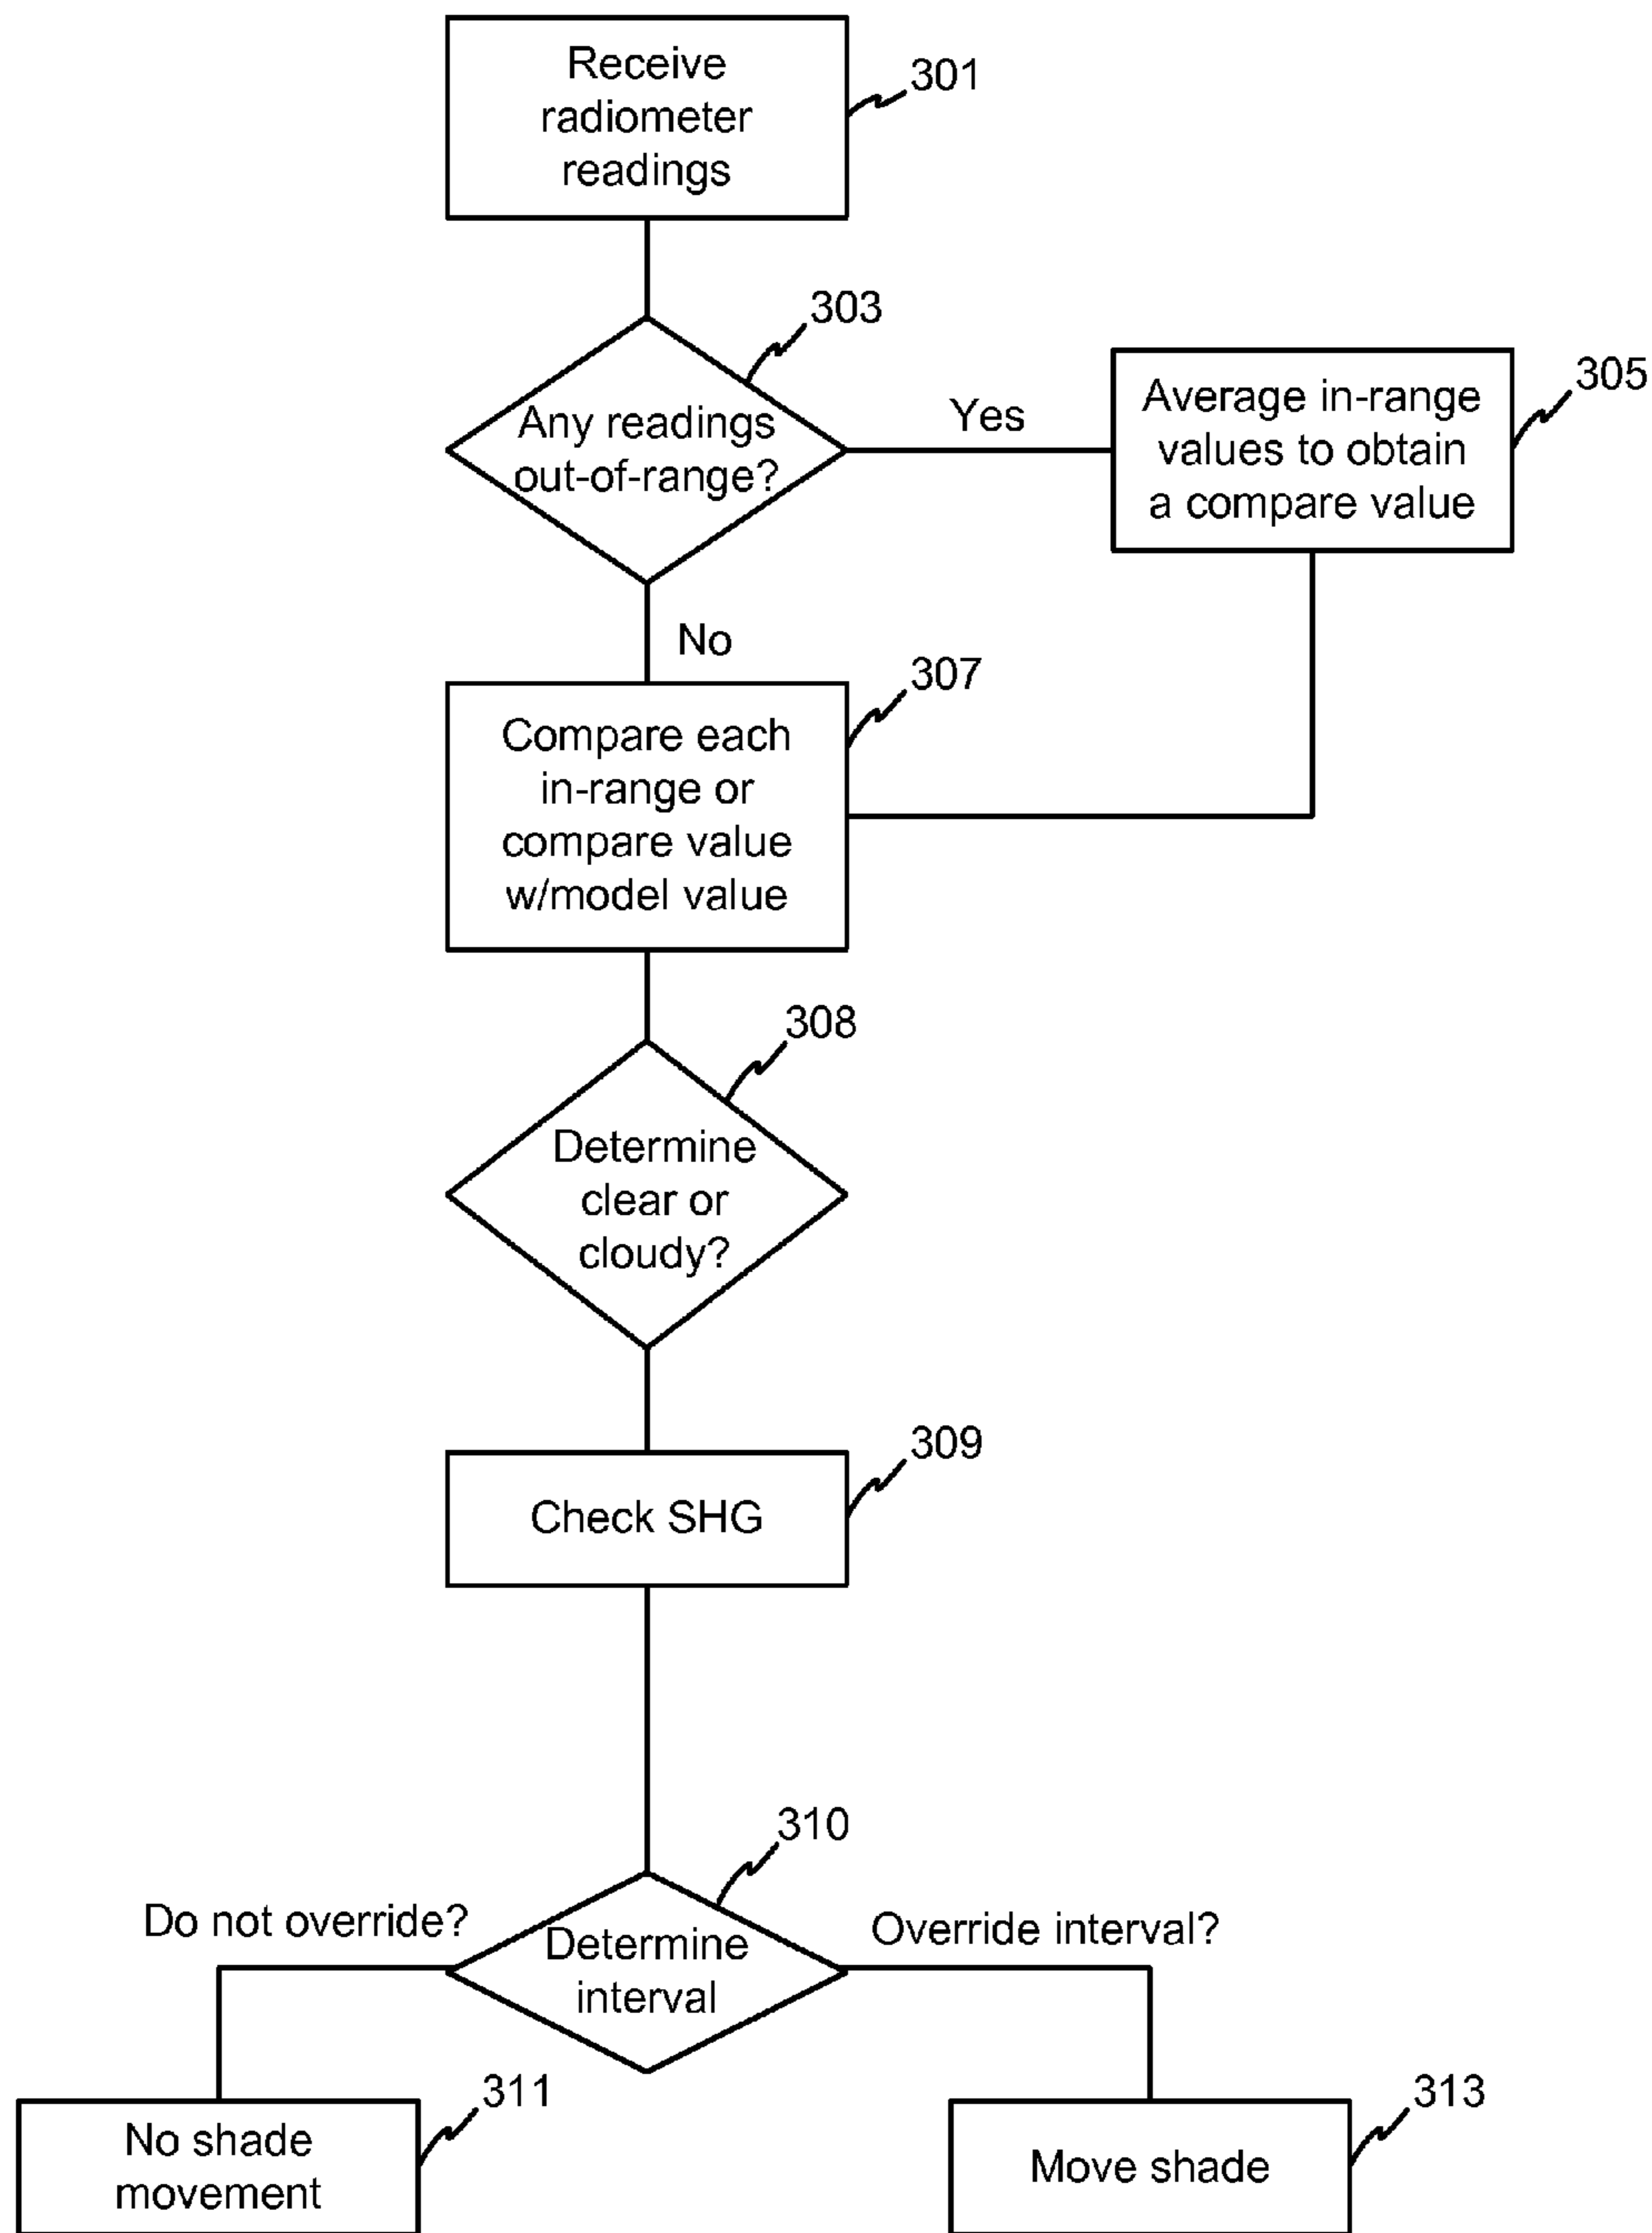 Receive
radiometer
readings
301
303
Any readings
out-of-range?
Yes
Average in-range
values to obtain
a compare value
305
No
307
Compare each
in-range or
compare value
w/model value
308
Determine
clear or
cloudy?
309
Check SHG
310
Do not override?
Determine
interval
Override interval?
311
No shade
movement
313
Move shade